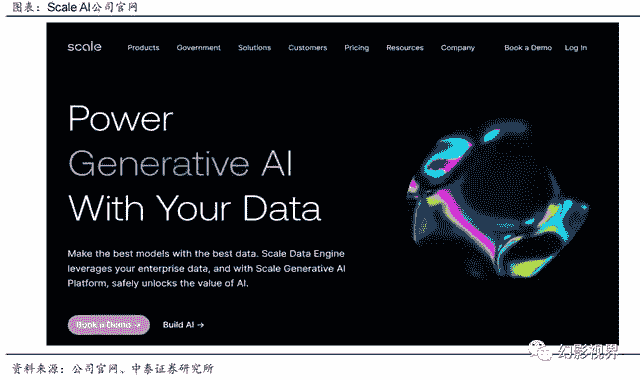 图表：Scale AI公司官网
scale Products Government Solutions Customers Pricing Resources Company Book a Demo Log In
Power
Generative AI
With Your Data
Make the best models with the best data. Scale Data Engine
leverages your enterprise data, and with Scale Generative AI
Platform, safely unlocks the value of AI.
Book a Demo → Build AI →
幻影视界
资料来源：公司官网、中泰证券研究所